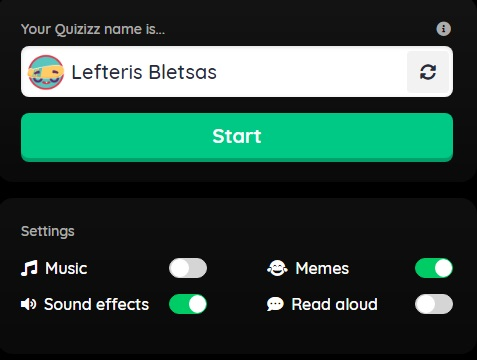 Your Quizizz name is...
Lefteris Bletsas
Start
Settings
Music
Memes
Sound effects
Read aloud